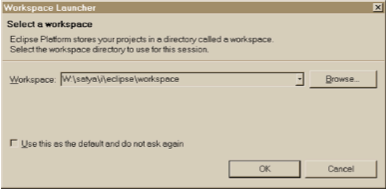 Workspace Launcher
Select a workspace
Eclipse Platform stores your projects in a directory called a workspace.
Select the workspace directory to use for this session.
Workspace: W:\satya\i\eclipse\workspace Browse...
Use this as the default and do not ask again
OK Cancel